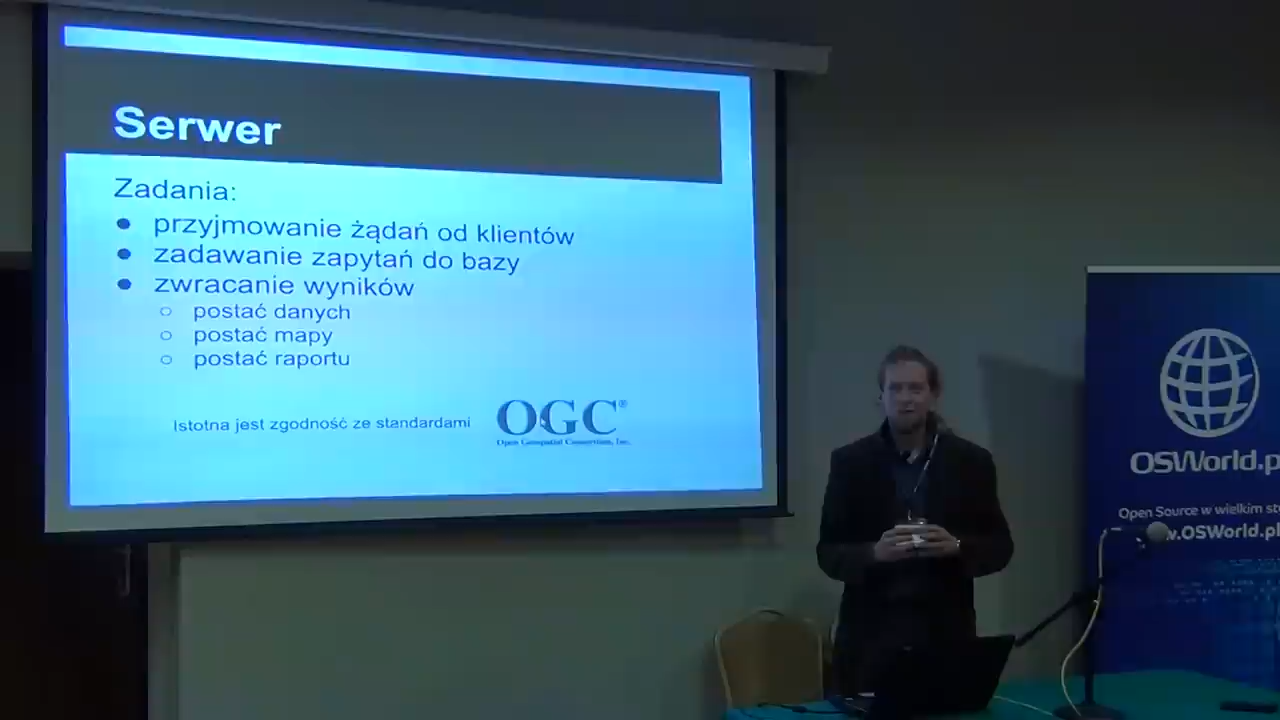 Serwer
Zadania:
● przyjmowanie żądań od klientów
● zadawanie zapytań do bazy
● zwracanie wyników
○ postać danych
○ postać mapy
○ postać raportu
Istotna jest zgodność ze standardami
OGC®
Open Geospatial Consortium, Inc.
OSWorld.p
Open Source w wielkim st
w.OSWorld.pl